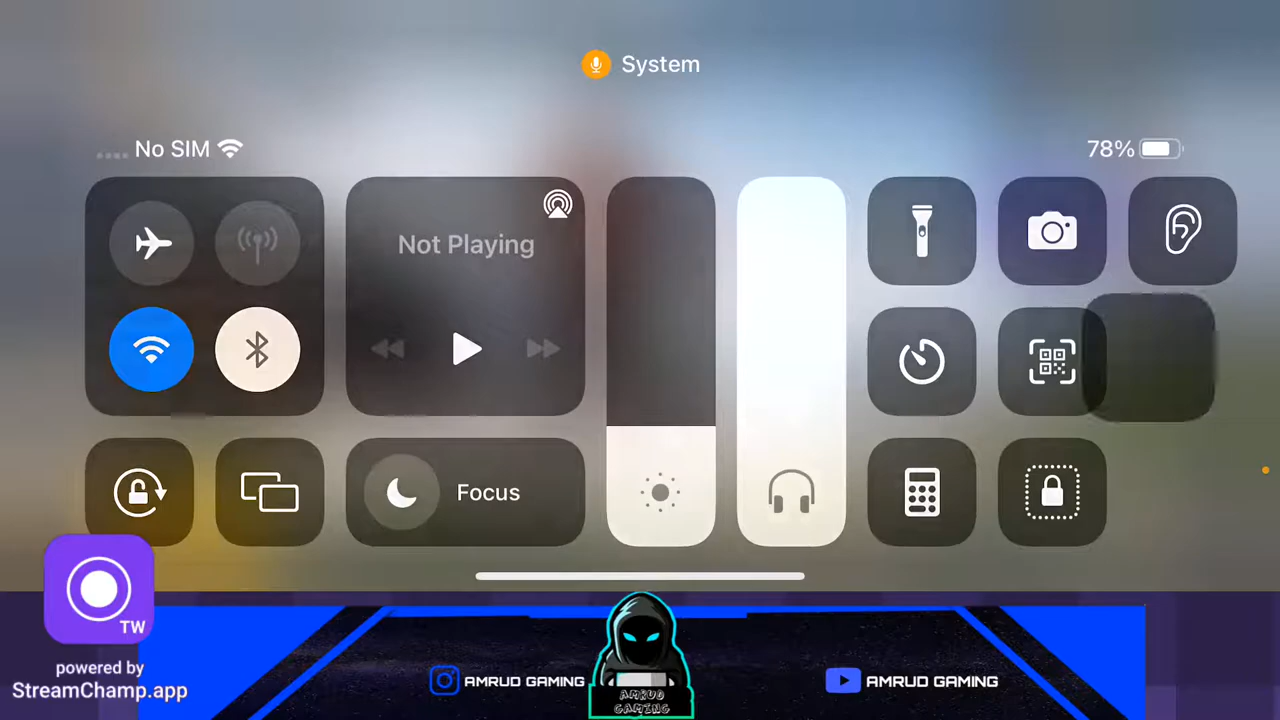 System
No SIM
78%
Not Playing
Focus
TW
powered by
StreamChamp.app
AMRUD GAMING
AMRUD
GAMING
AMRUD GAMING